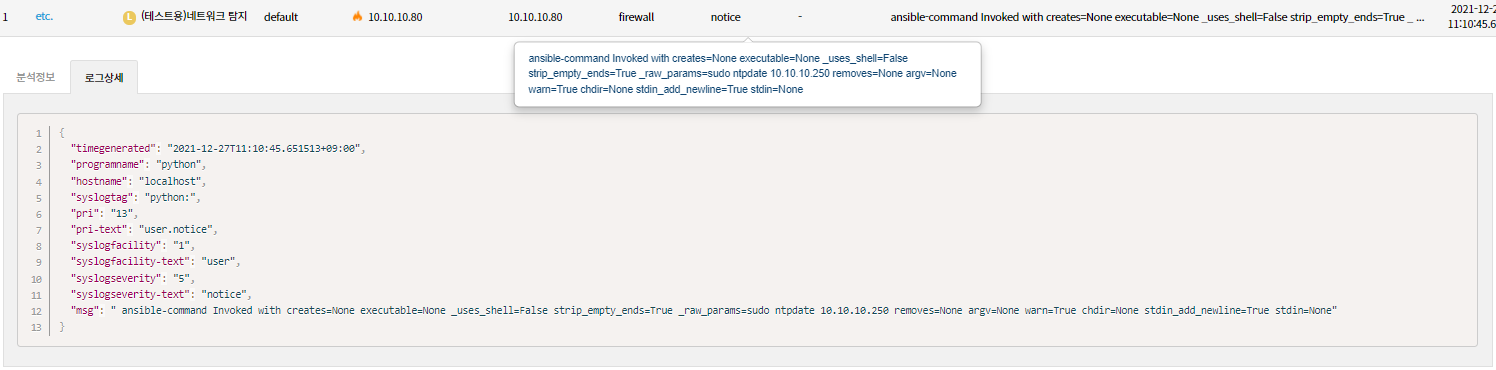 1 etc. L (테스트용)네트워크 탐지 default 10.10.10.80 10.10.10.80 firewall notice - ansible-command Invoked with creates=None executable=None _uses_shell=False strip_empty_ends=True _ ... 2021-12-2
11:10:45.6
ansible-command Invoked with creates=None executable=None _uses_shell=False
strip_empty_ends=True _raw_params=sudo ntpdate 10.10.10.250 removes=None argv=None
warn=True chdir=None stdin_add_newline=True stdin=None
분석정보 로그상세
1 {
2 "timegenerated": "2021-12-27T11:10:45.651513+09:00",
3 "programname": "python",
4 "hostname": "localhost",
5 "syslogtag": "python:",
6 "pri": "13",
7 "pri-text": "user.notice",
8 "syslogfacility": "1",
9 "syslogfacility-text": "user",
10 "syslogseverity": "5",
11 "syslogseverity-text": "notice",
12 "msg": " ansible-command Invoked with creates=None executable=None _uses_shell=False strip_empty_ends=True _raw_params=sudo ntpdate 10.10.10.250 removes=None argv=None warn=True chdir=None stdin_add_newline=True stdin=None"
13 }